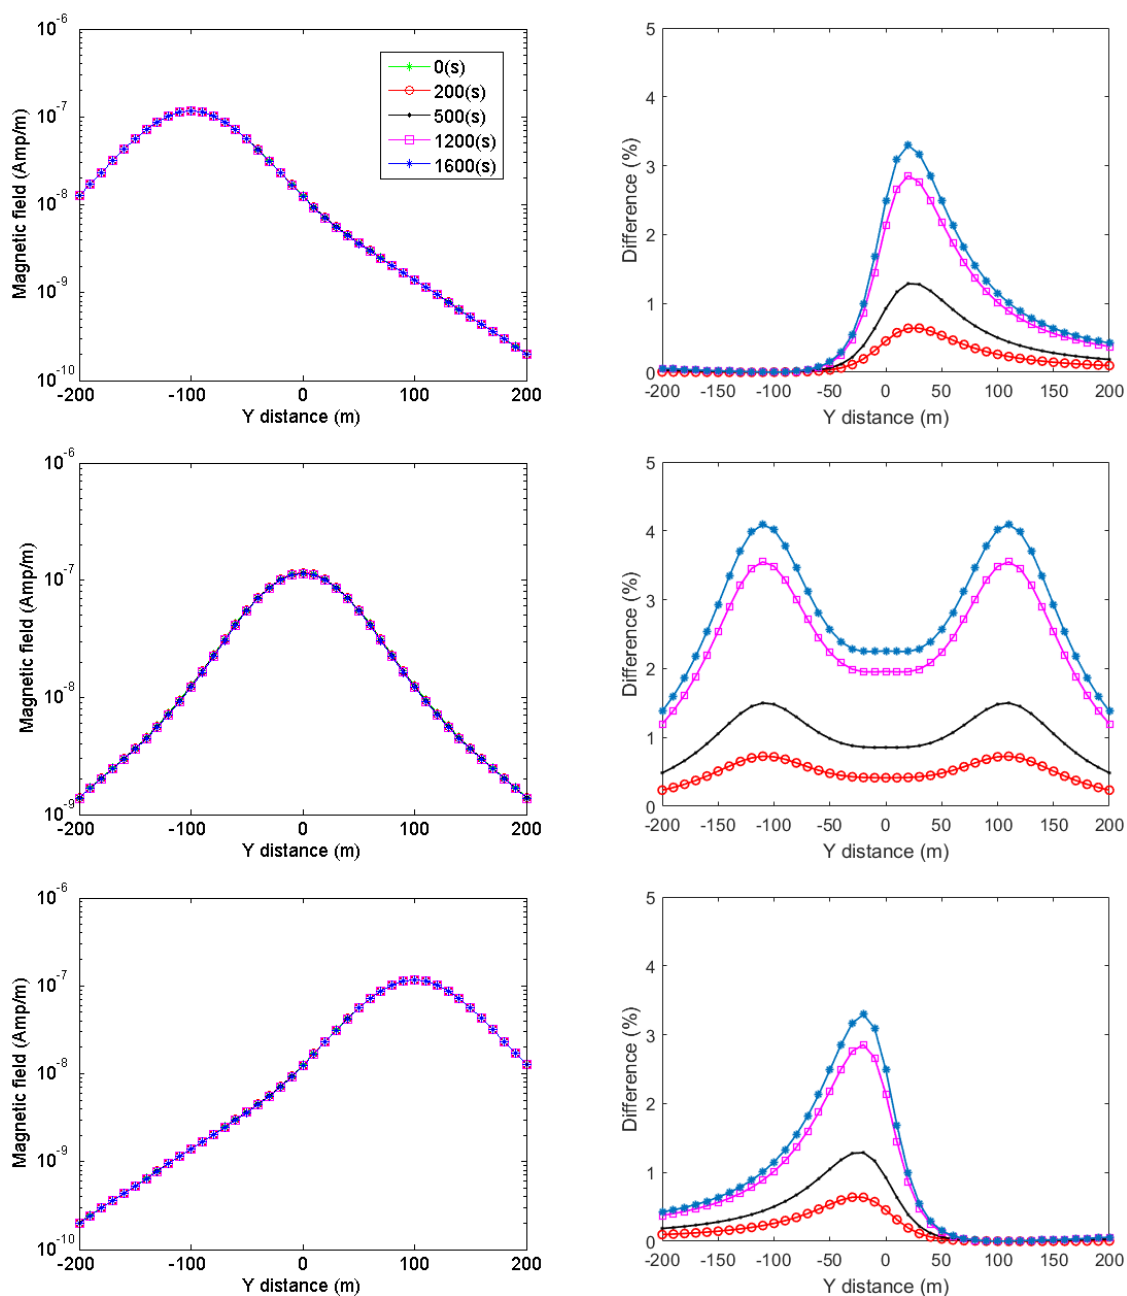 10^-6
10^-7
10^-8
10^-9
10^-10
Magnetic field (Amp/m)
0(s)
200(s)
500(s)
1200(s)
1600(s)
-200 -100 0 100 200
Y distance (m)
5
4
3
2
1
0
Difference (%)
-200 -150 -100 -50 0 50 100 150 200
Y distance (m)
10^-6
10^-7
10^-8
10^-9
Magnetic field (Amp/m)
-200 -100 0 100 200
Y distance (m)
5
4
3
2
1
0
Difference (%)
-200 -150 -100 -50 0 50 100 150 200
Y distance (m)
10^-6
10^-7
10^-8
10^-9
10^-10
Magnetic field (Amp/m)
-200 -100 0 100 200
Y distance (m)
5
4
3
2
1
0
Difference (%)
-200 -150 -100 -50 0 50 100 150 200
Y distance (m)